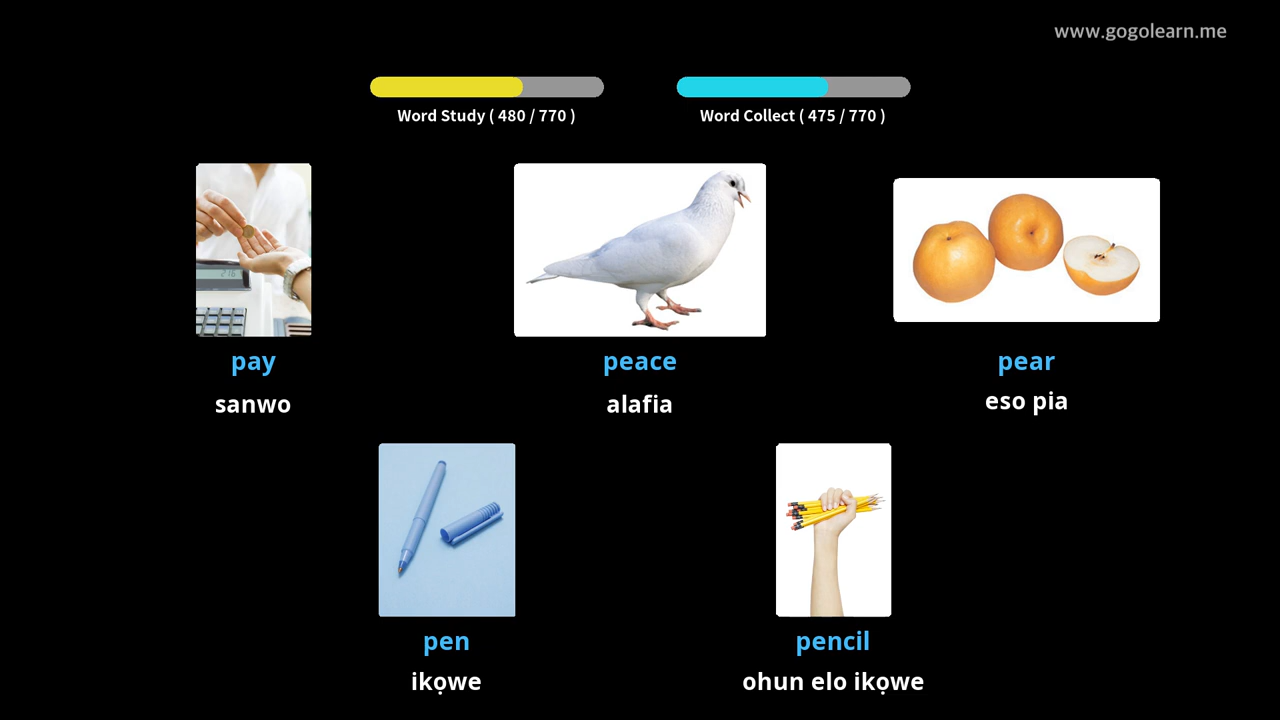 www.gogolearn.me
Word Study ( 480 / 770 )
Word Collect ( 475 / 770 )
pay
sanwo
peace
alafia
pear
eso pia
pen
ikọwe
pencil
ohun elo ikọwe